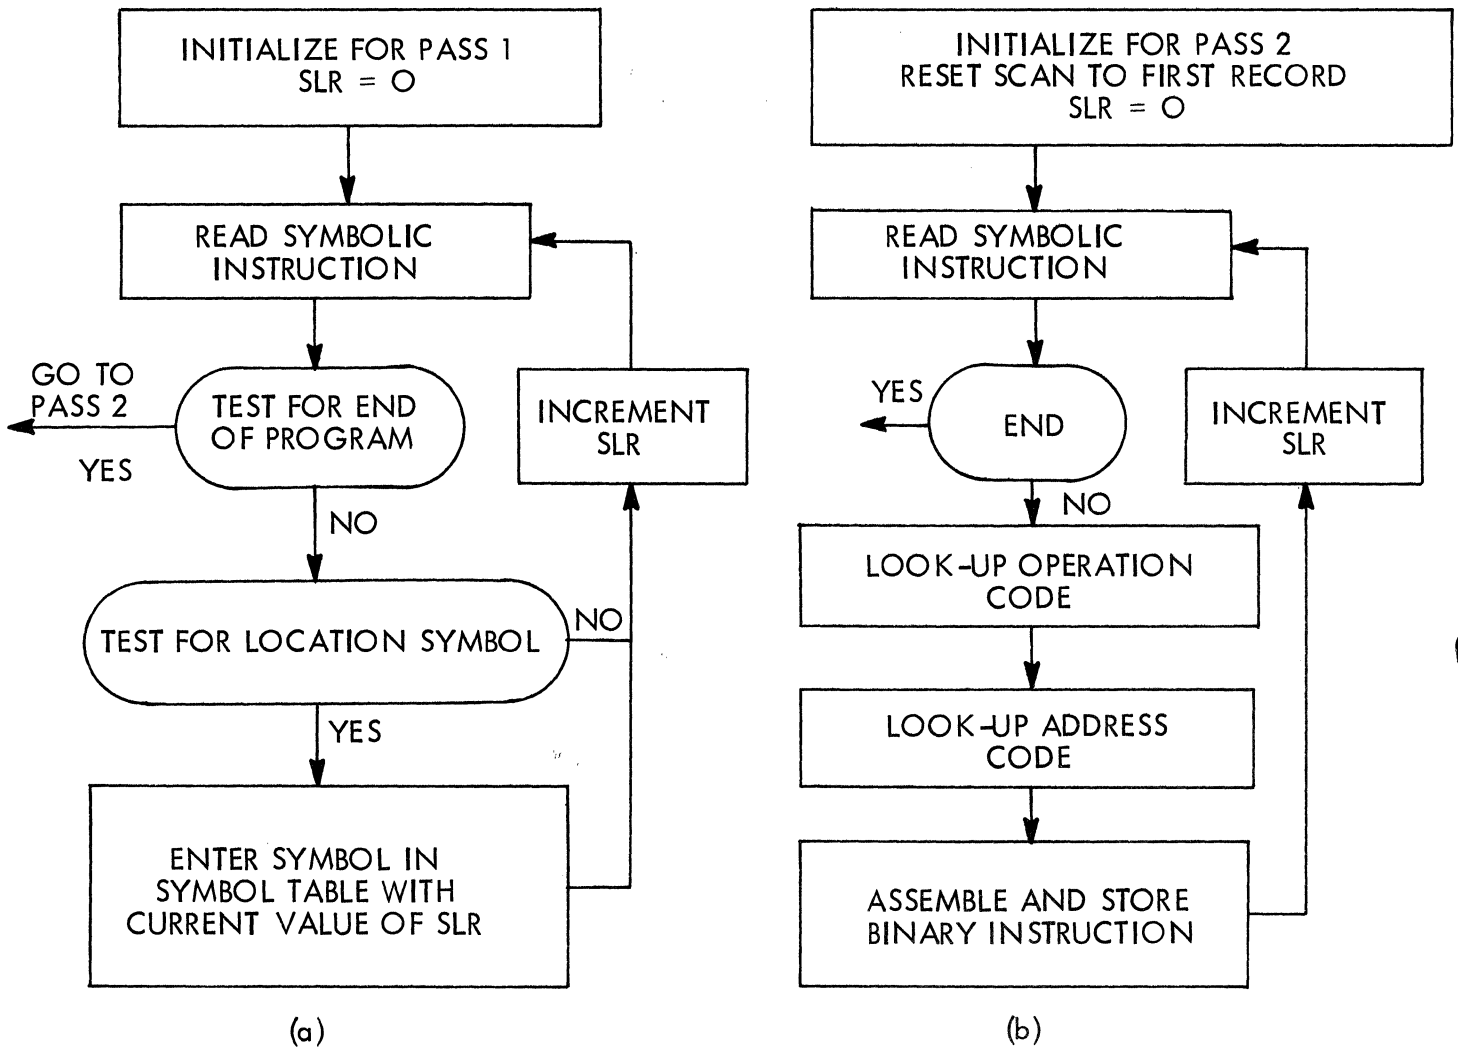 INITIALIZE FOR PASS 1
SLR = O
READ SYMBOLIC
INSTRUCTION
GO TO
PASS 2
YES
TEST FOR END
OF PROGRAM
INCREMENT
SLR
NO
TEST FOR LOCATION SYMBOL
NO
YES
ENTER SYMBOL IN
SYMBOL TABLE WITH
CURRENT VALUE OF SLR
(a)
INITIALIZE FOR PASS 2
RESET SCAN TO FIRST RECORD
SLR = O
READ SYMBOLIC
INSTRUCTION
YES
END
INCREMENT
SLR
NO
LOOK-UP OPERATION
CODE
LOOK-UP ADDRESS
CODE
ASSEMBLE AND STORE
BINARY INSTRUCTION
(b)